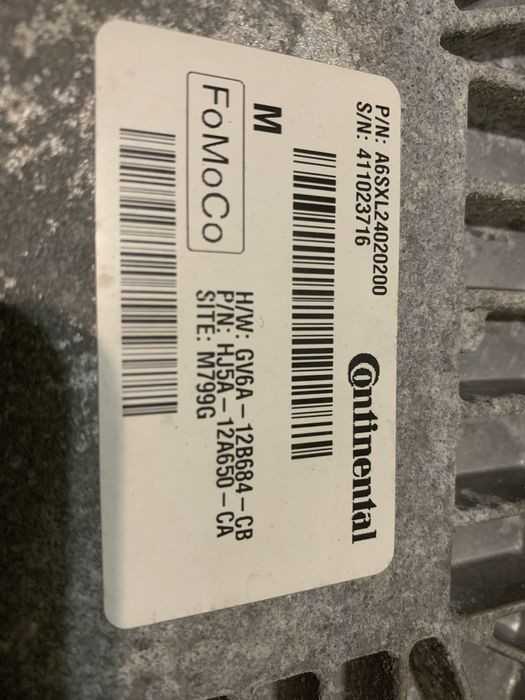 P/N: A6SXL24020200
S/N: 411023716
Continental
M
FoMoCo
H/W: GV6A-12B684-CB
P/N: HJ5A-12A650-CA
SITE: M799G